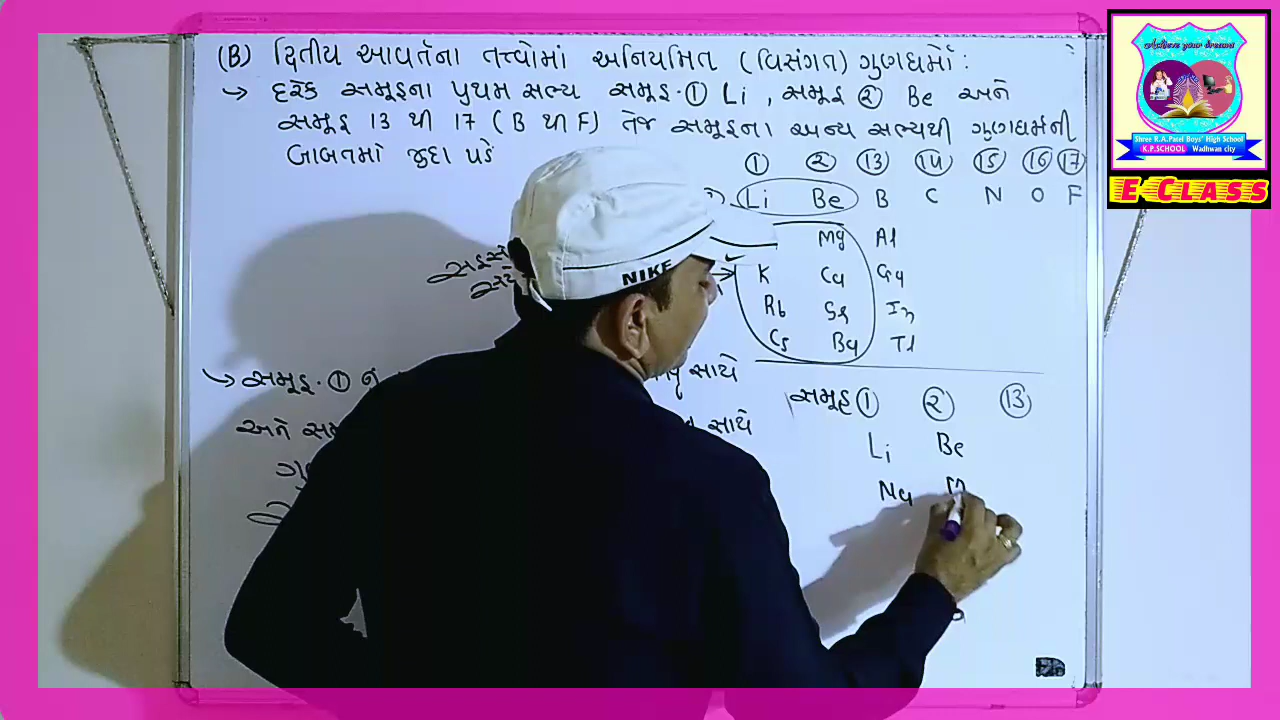 (B) દ્વિતીય આવર્તના તત્વોમાં અનિયમિત (વિસંગત) ગુણધર્મો:
→ દરેક સમૂહના પ્રથમ સભ્ય સમૂહ.① Li, સમૂહ ② Be અને
સમૂહ 13 થી 17 (B થી F) તેજ સમૂહના અન્ય સભ્યથી ગુણધર્મની
બાબતમાં જુદા પડે
① ② ⑬ ⑭ ⑮ ⑯ ⑰
Li Be B C N O F
Mg Al
K Ca Ga
Rb Sr In
Cs Ba Tl
→ સમૂહ.① નું સાથે
અને સાથે
સમૂહ ① ② ⑬
Li Be
Na
NIKE
Achieve your dreams
Shree R.A.Patel Boys' High School
K.P.SCHOOL Wadhwan city
E-CLASS